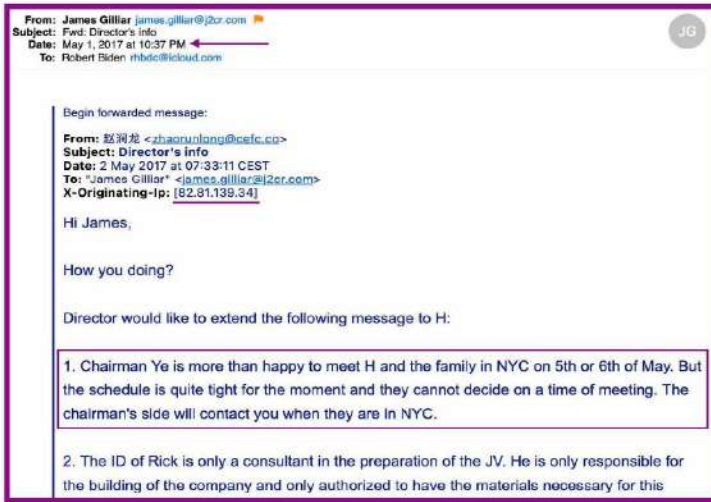 From: James Gilliar james.gilliar@j2cr.com
Subject: Fwd: Director's info
Date: May 1, 2017 at 10:37 PM
To: Robert Biden rhbdc@icloud.com
JG
Begin forwarded message:
From: 赵润龙 <zhaorunlong@cefc.co>
Subject: Director's info
Date: 2 May 2017 at 07:33:11 CEST
To: "James Gilliar" <james.gilliar@j2cr.com>
X-Originating-Ip: [82.81.139.34]
Hi James,
How you doing?
Director would like to extend the following message to H:
1. Chairman Ye is more than happy to meet H and the family in NYC on 5th or 6th of May. But
the schedule is quite tight for the moment and they cannot decide on a time of meeting. The
chairman's side will contact you when they are in NYC.
2. The ID of Rick is only a consultant in the preparation of the JV. He is only responsible for
the building of the company and only authorized to have the materials necessary for this